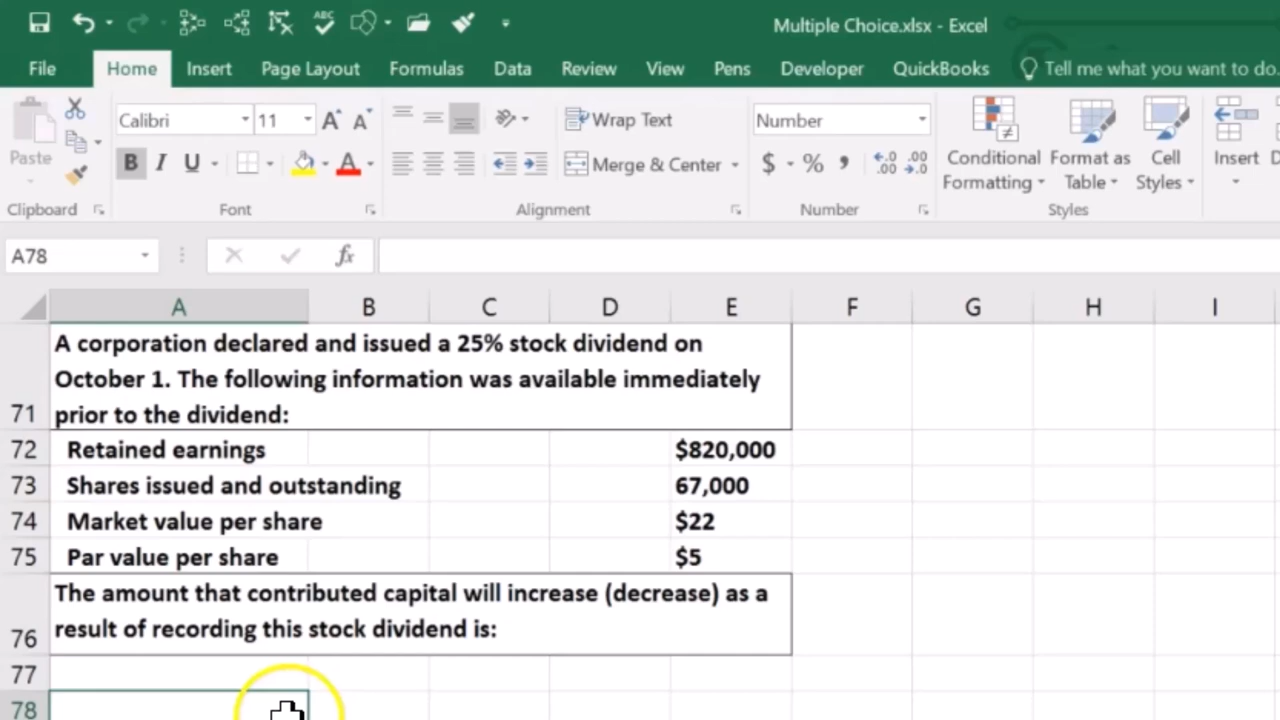 Multiple Choice.xlsx - Excel
File Home Insert Page Layout Formulas Data Review View Pens Developer QuickBooks Tell me what you want to do.
Calibri 11 Wrap Text Number
Paste B I U A Merge & Center $ % Conditional Formatting Format as Table Cell Styles Insert
Clipboard Font Alignment Number Styles
A78 fx
A B C D E F G H I
A corporation declared and issued a 25% stock dividend on
October 1. The following information was available immediately
71 prior to the dividend:
72 Retained earnings $820,000
73 Shares issued and outstanding 67,000
74 Market value per share $22
75 Par value per share $5
The amount that contributed capital will increase (decrease) as a
76 result of recording this stock dividend is:
77
78